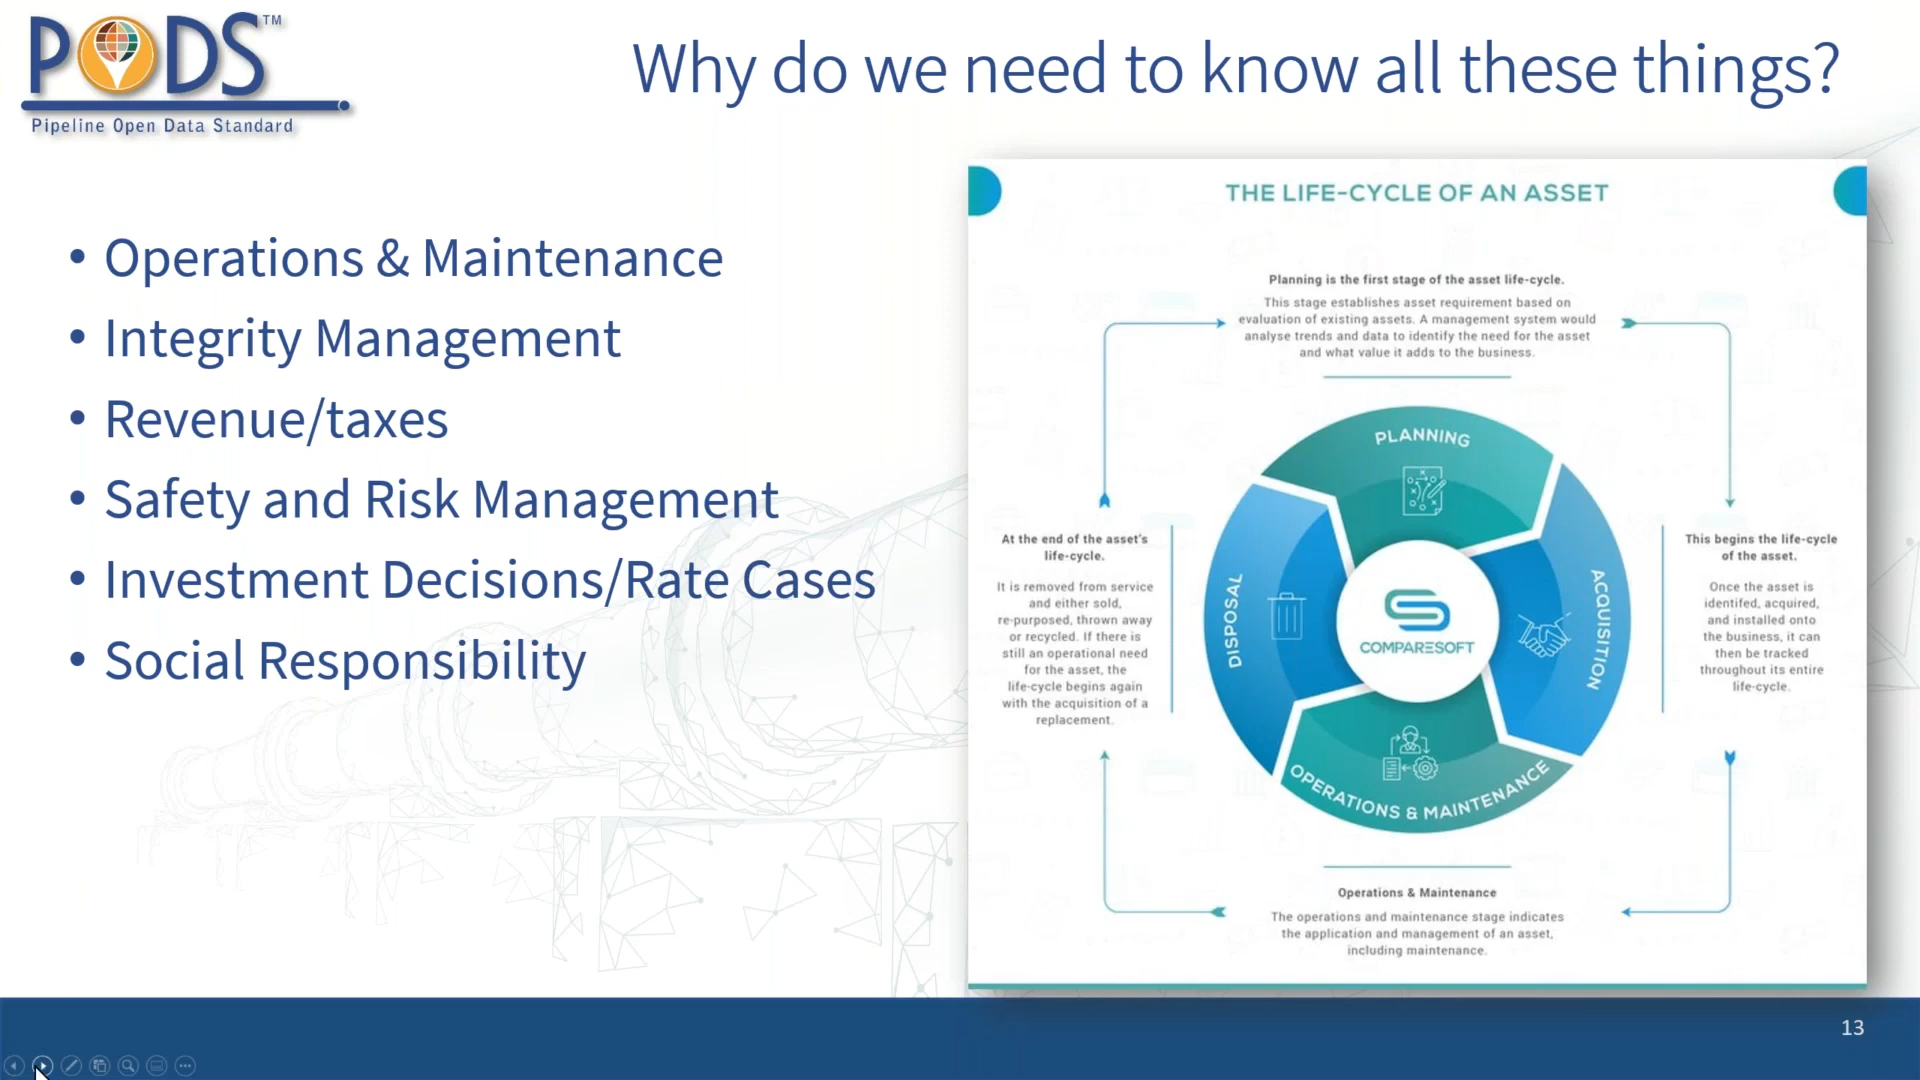 PODS™
Pipeline Open Data Standard
Why do we need to know all these things?
• Operations & Maintenance
• Integrity Management
• Revenue/taxes
• Safety and Risk Management
• Investment Decisions/Rate Cases
• Social Responsibility
THE LIFE-CYCLE OF AN ASSET
Planning is the first stage of the asset life-cycle.
This stage establishes asset requirement based on
evaluation of existing assets. A management system would
analyse trends and data to identify the need for the asset
and what value it adds to the business.
PLANNING
ACQUISITION
OPERATIONS & MAINTENANCE
DISPOSAL
COMPARESOFT
This begins the life-cycle
of the asset.
Once the asset is
identifed, acquired,
and installed onto
the business, it can
then be tracked
throughout its entire
life-cycle.
Operations & Maintenance
The operations and maintenance stage indicates
the application and management of an asset,
including maintenance.
At the end of the asset's
life-cycle.
It is removed from service
and either sold,
re-purposed, thrown away
or recycled. If there is
still an operational need
for the asset, the
life-cycle begins again
with the acquisition of a
replacement.
13